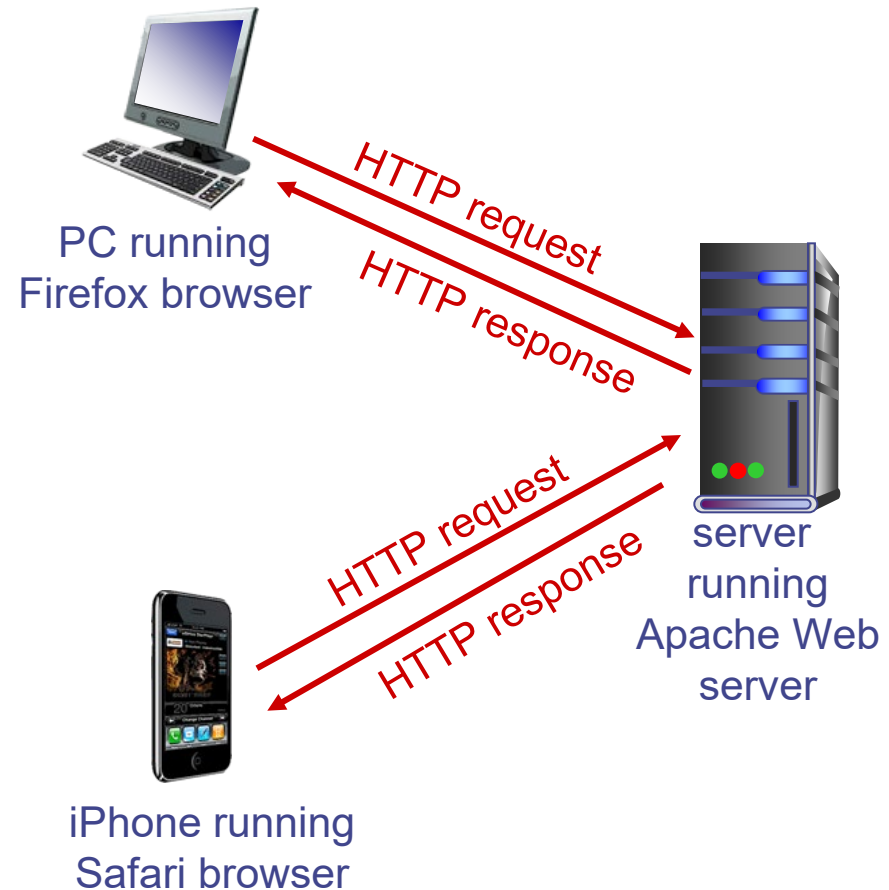 HTTP request
HTTP response
PC running
Firefox browser
HTTP request
HTTP response
server
running
Apache Web
server
iPhone running
Safari browser